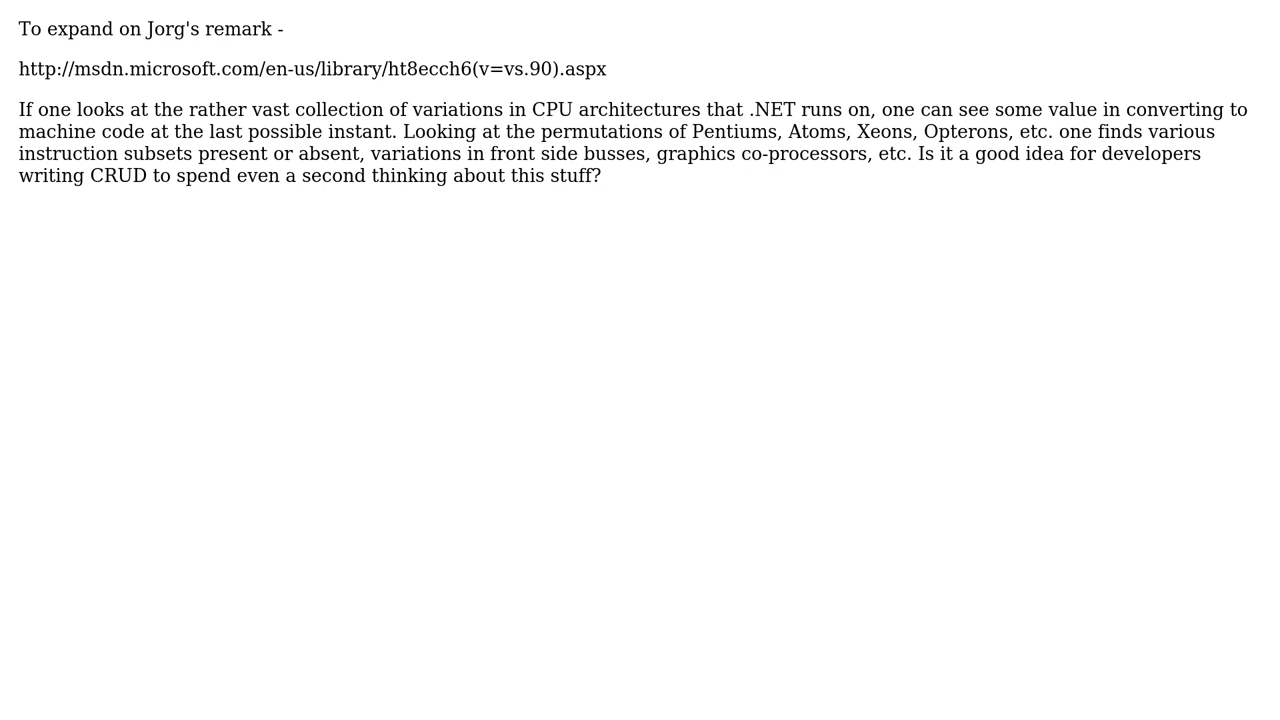 To expand on Jorg's remark -
http://msdn.microsoft.com/en-us/library/ht8ecch6(v=vs.90).aspx
If one looks at the rather vast collection of variations in CPU architectures that .NET runs on, one can see some value in converting to
machine code at the last possible instant. Looking at the permutations of Pentiums, Atoms, Xeons, Opterons, etc. one finds various
instruction subsets present or absent, variations in front side busses, graphics co-processors, etc. Is it a good idea for developers
writing CRUD to spend even a second thinking about this stuff?